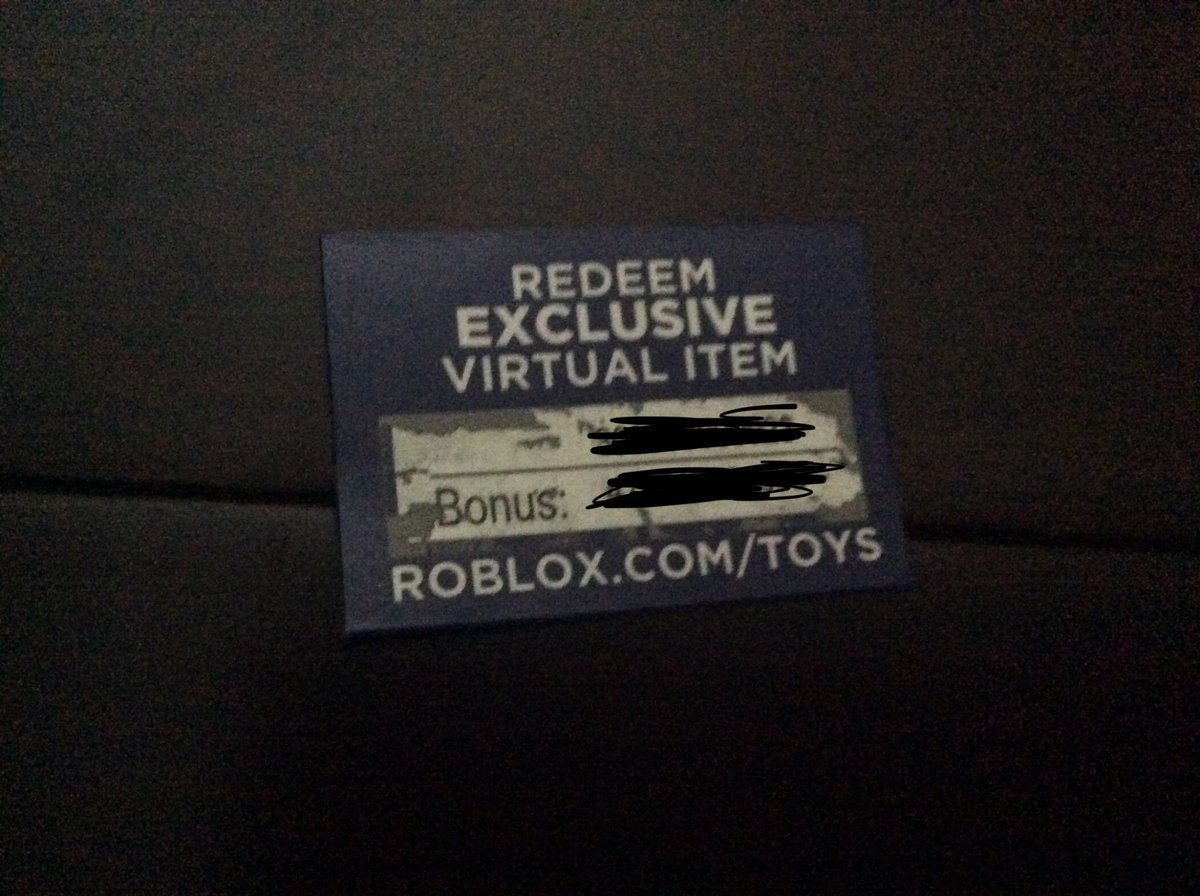 REDEEM
EXCLUSIVE
VIRTUAL ITEM
Bonus:
ROBLOX.COM/TOYS